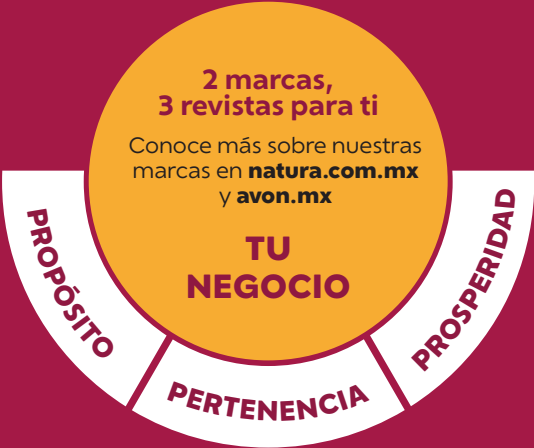 2 marcas,
3 revistas para ti
Conoce más sobre nuestras
marcas en natura.com.mx
y avon.mx
TU
NEGOCIO
PROPÓSITO
PERTENENCIA
PROSPERIDAD